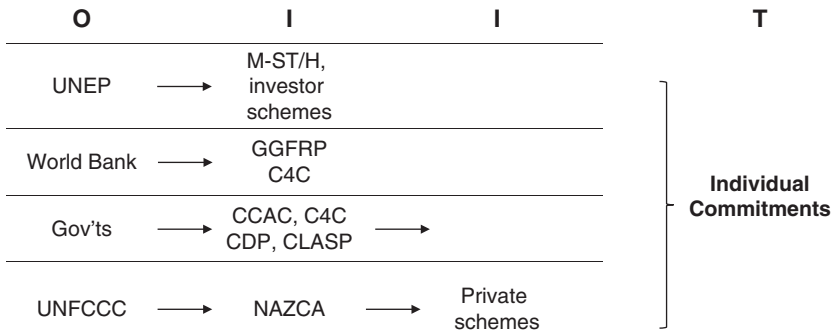 O I I T
UNEP M-ST/H,
investor
schemes
World Bank GGFRP
C4C
Gov'ts CCAC, C4C
CDP, CLASP
UNFCCC NAZCA Private
schemes
Individual
Commitments